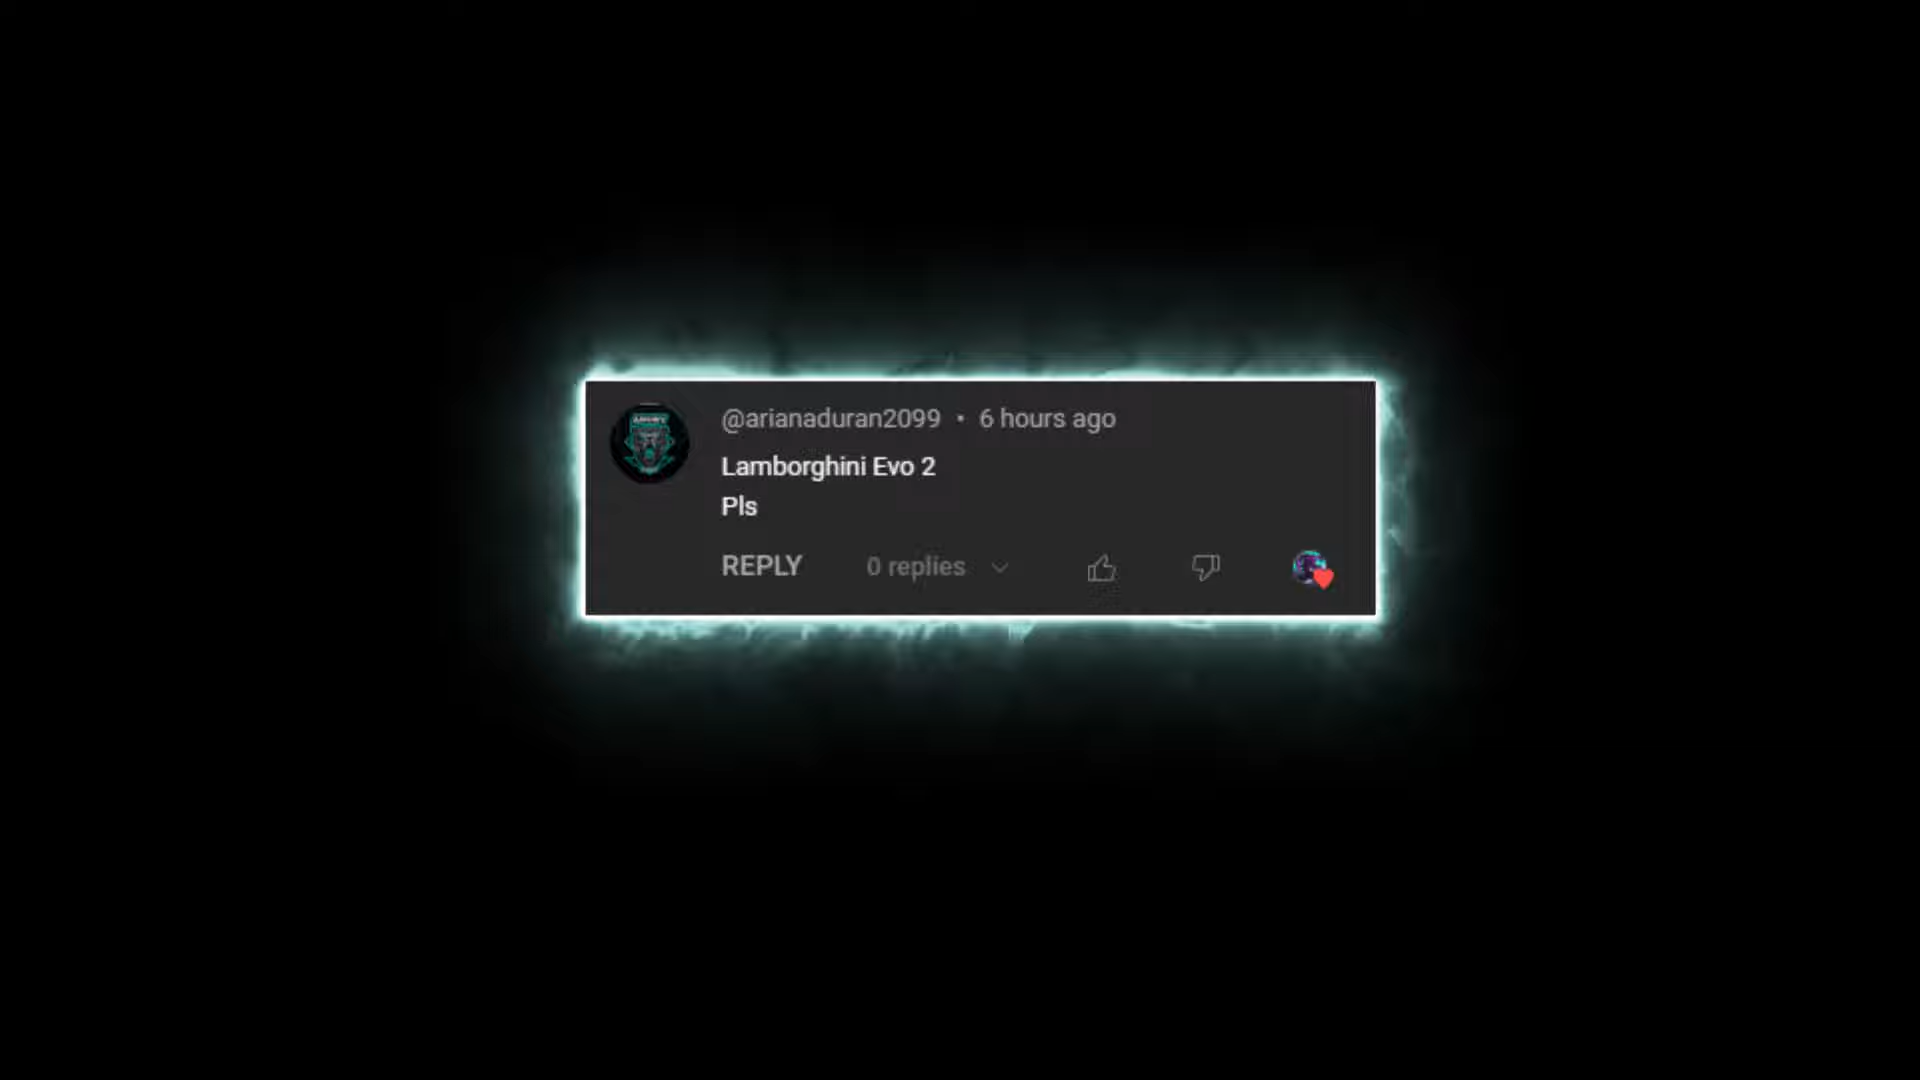 @arianaduran2099 • 6 hours ago
Lamborghini Evo 2
Pls
REPLY 0 replies